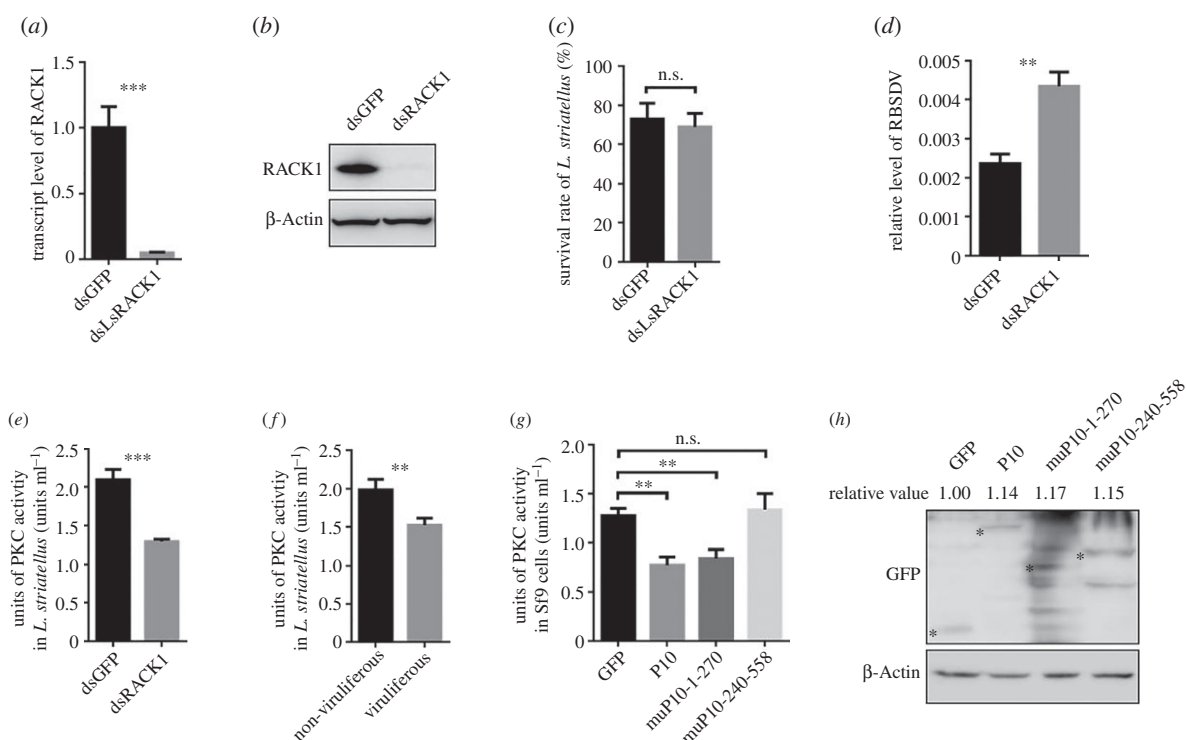 (a)
transcript level of RACK1
1.5
1.0
0.5
0
***
dsGFP
dsLsRACK1
(b)
dsGFP
dsRACK1
RACK1
β-Actin
(c)
survival rate of L. striatellus (%)
100
80
60
40
20
0
n.s.
dsGFP
dsLsRACK1
(d)
relative level of RBSDV
0.005
0.004
0.003
0.002
0.001
0
**
dsGFP
dsRACK1
(e)
units of PKC activtiy
in L. striatellus (units ml⁻¹)
2.5
2.0
1.5
1.0
0.5
0
***
dsGFP
dsRACK1
(f)
units of PKC activtiy
in L. striatellus (units ml⁻¹)
2.5
2.0
1.5
1.0
0.5
0
**
non-viruliferous
viruliferous
(g)
units of PKC activtiy
in Sf9 cells (units ml⁻¹)
2.0
1.5
1.0
0.5
0
n.s.
**
**
GFP
P10
muP10-1-270
muP10-240-558
(h)
GFP
P10
muP10-1-270
muP10-240-558
relative value 1.00 1.14 1.17 1.15
GFP
*
*
*
*
β-Actin